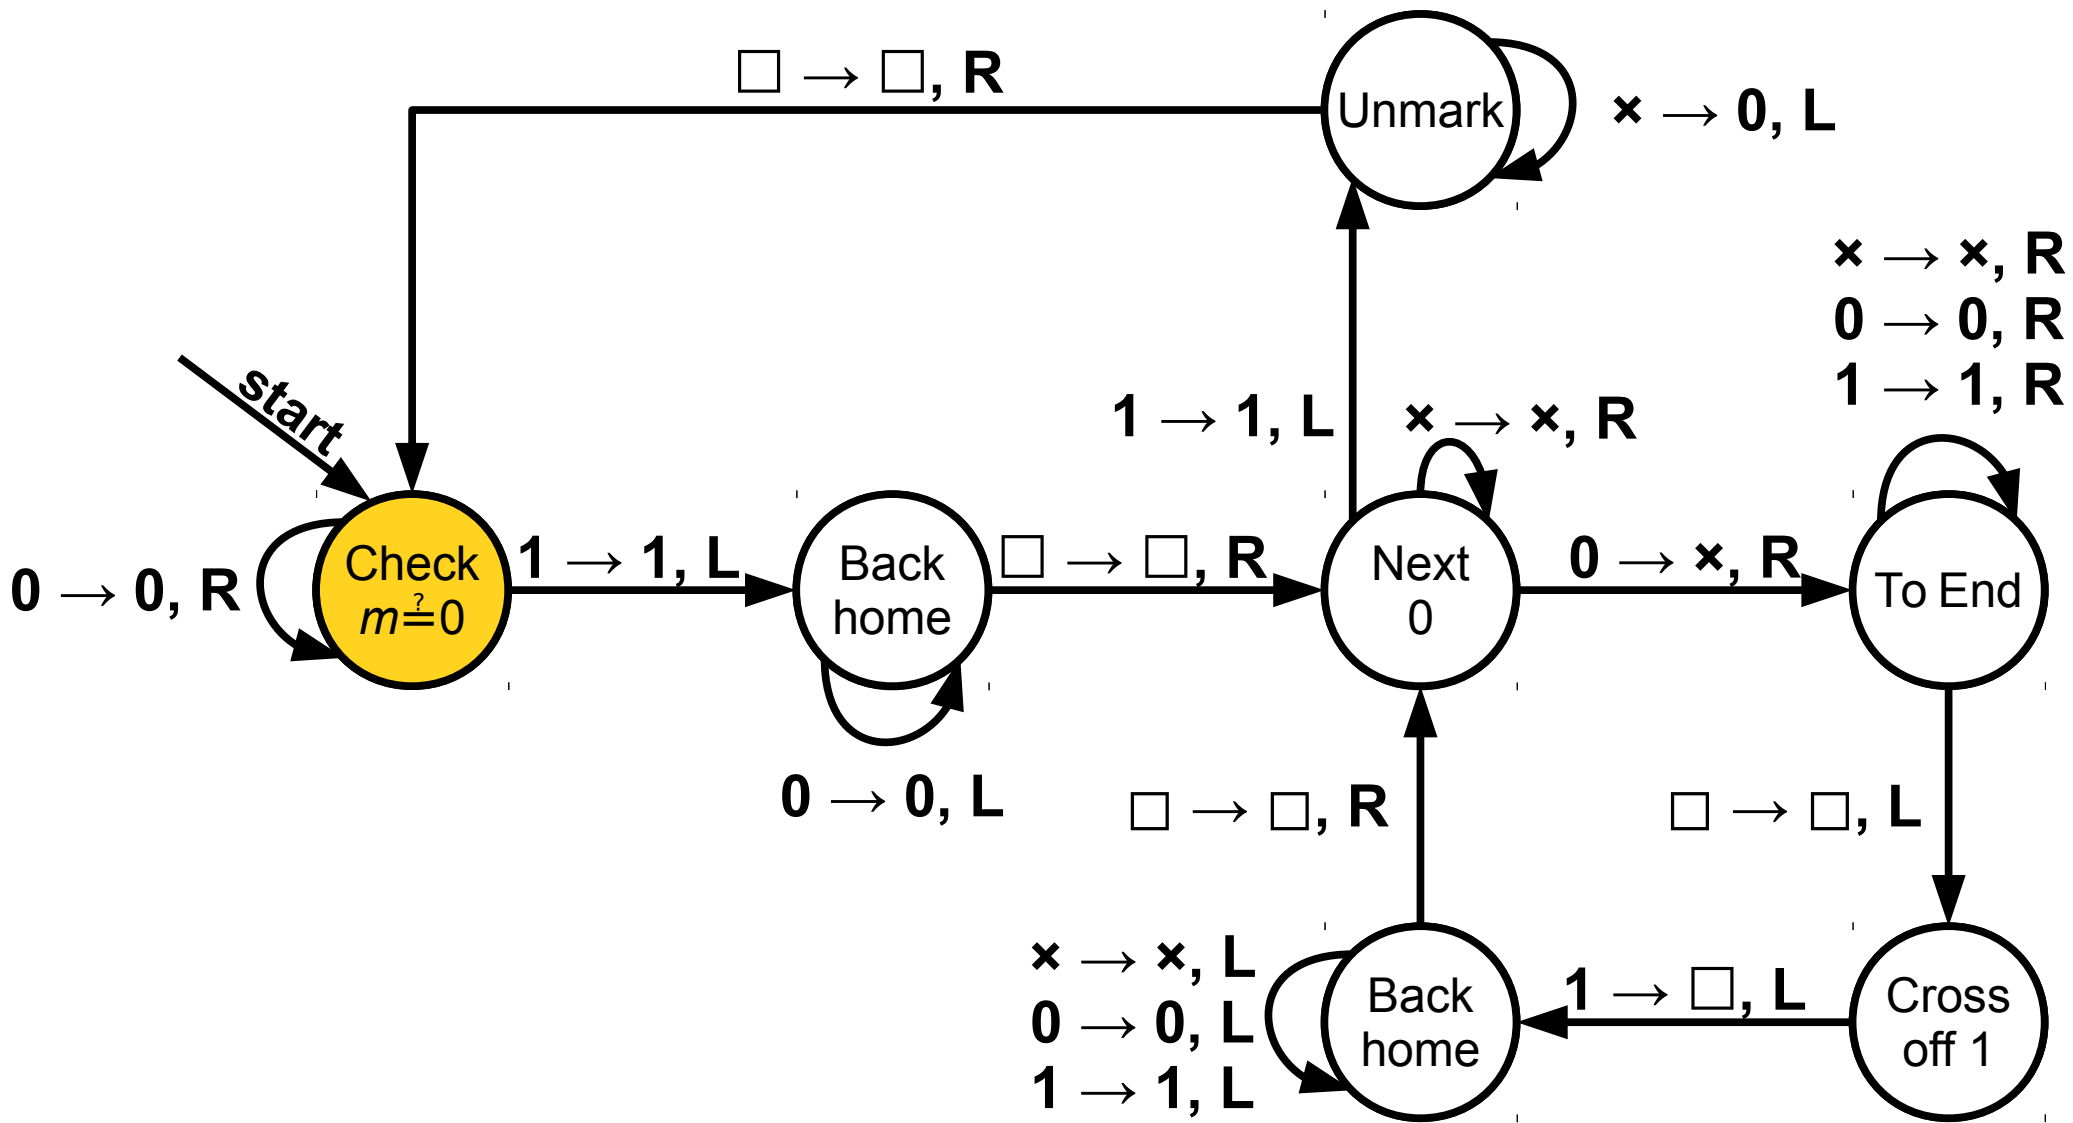 □ → □, R
Unmark
× → 0, L
× → ×, R
0 → 0, R
1 → 1, R
start
1 → 1, L
× → ×, R
0 → 0, R
Check
m≟0
1 → 1, L
Back
home
□ → □, R
Next
0
0 → ×, R
To End
0 → 0, L
□ → □, R
□ → □, L
× → ×, L
0 → 0, L
1 → 1, L
Back
home
1 → □, L
Cross
off 1